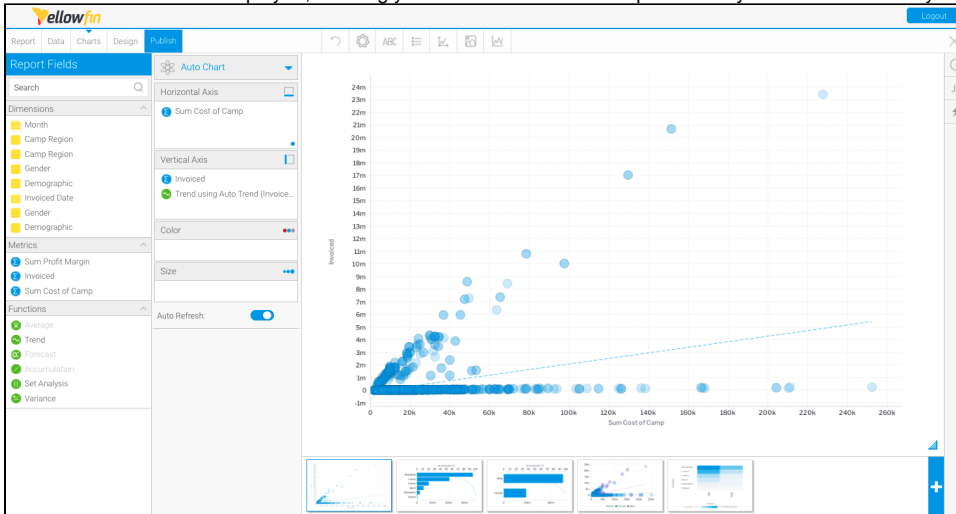 Yellowfin
Logout
Report Data Charts Design Publish
ABC
Report Fields
Search
Dimensions
Month
Camp Region
Camp Region
Gender
Demographic
Invoiced Date
Gender
Demographic
Metrics
Sum Profit Margin
Invoiced
Sum Cost of Camp
Functions
Average
Trend
Forecast
Accumulation
Set Analysis
Variance
Auto Chart
Horizontal Axis
Sum Cost of Camp
Vertical Axis
Invoiced
Trend using Auto Trend (Invoice...
Color
Size
Auto Refresh:
24m
23m
22m
21m
20m
19m
18m
17m
16m
15m
14m
13m
12m
11m
10m
9m
8m
7m
6m
5m
4m
3m
2m
1m
0
-1m
Invoiced
0 20k 40k 60k 80k 100k 120k 140k 160k 180k 200k 220k 240k 260k
Sum Cost of Camp